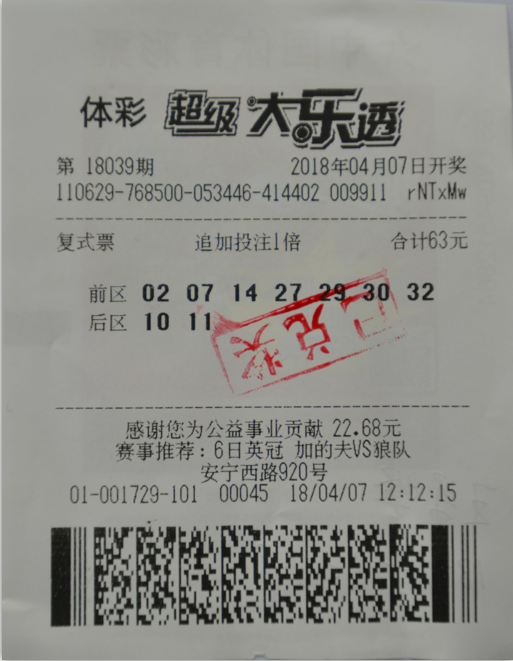 体彩 超级大乐透
第 18039期 2018年04月07日开奖
110629-768500-053446-414402 009911 rNTxMw
复式票 追加投注1倍 合计63元
前区 02 07 14 27 29 30 32
后区 10 11
已兑奖
感谢您为公益事业贡献 22.68元
赛事推荐：6日英冠 加的夫VS狼队
安宁西路920号
01-001729-101 00045 18/04/07 12:12:15